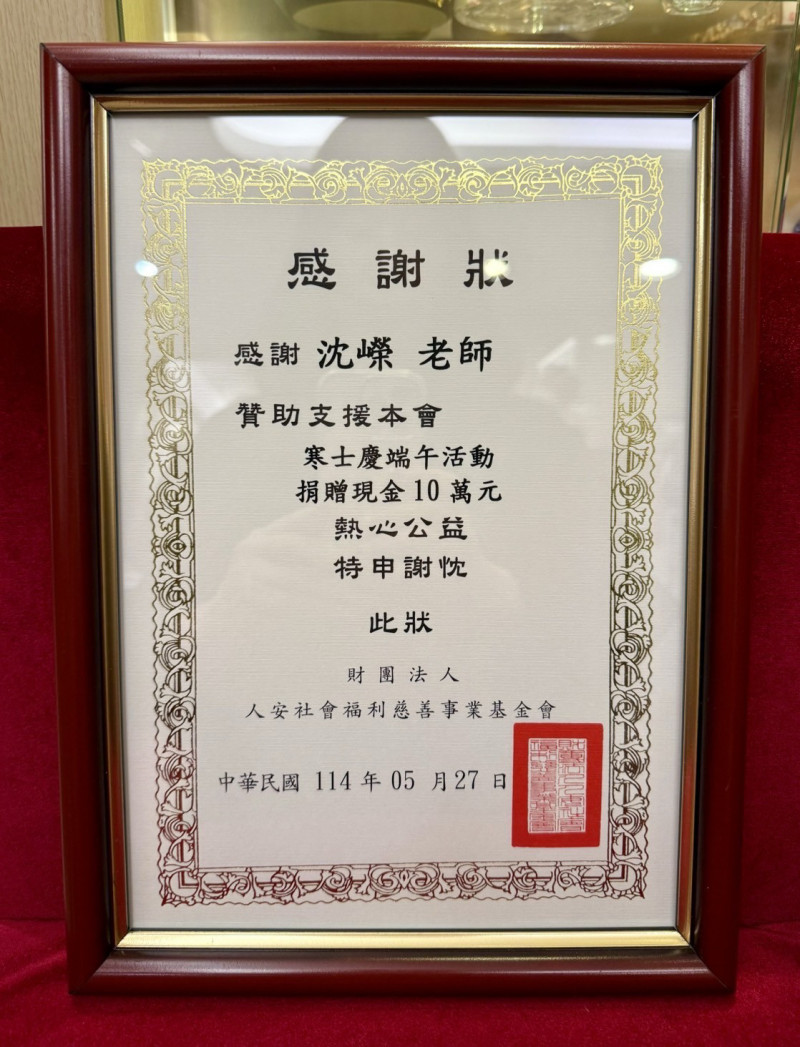 感謝狀
感謝 沈嶸 老師
贊助支援本會
寒士慶端午活動
捐贈現金10萬元
熱心公益
特申謝忱
此狀
財團法人
人安社會福利慈善事業基金會
中華民國 114 年 05 月 27 日